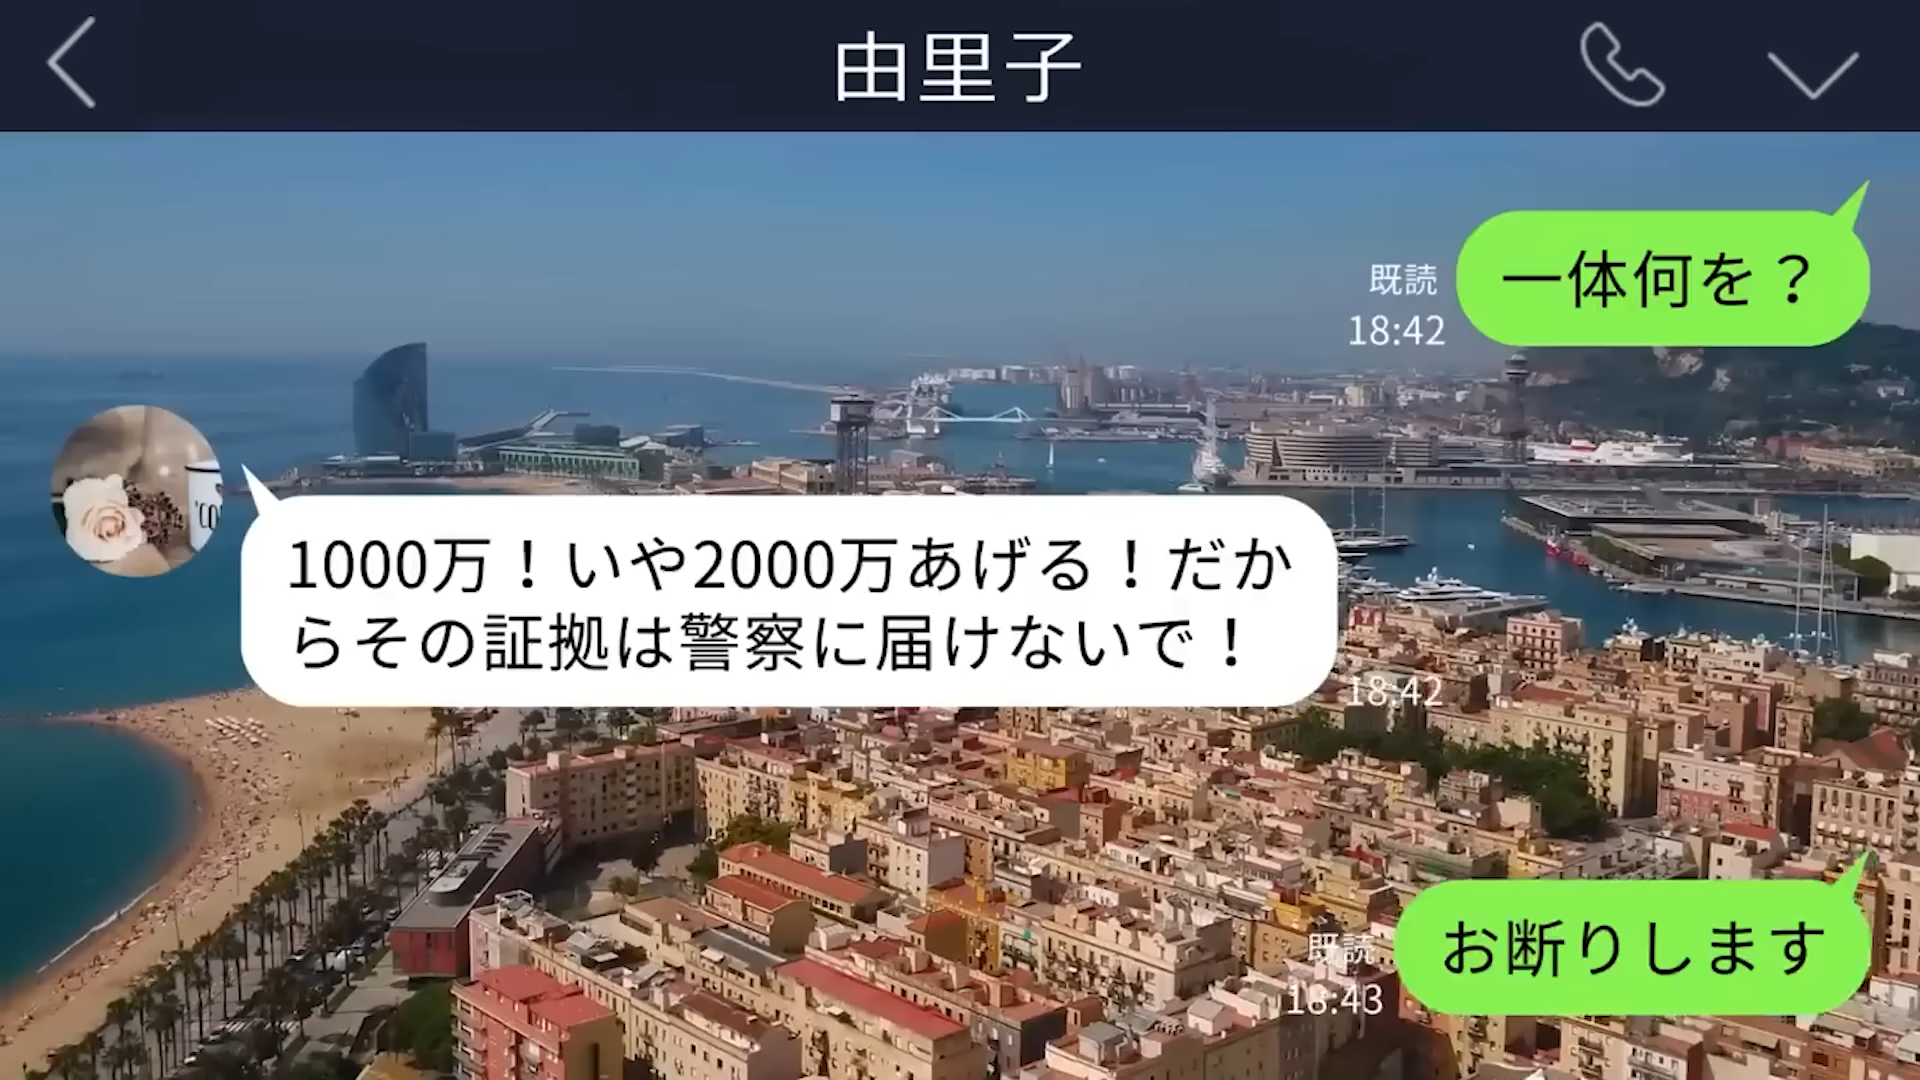 由里子
一体何を？
既読
18:42
1000万！いや2000万あげる！だか
らその証拠は警察に届けないで！
18:42
お断りします
既読
18:43
'CO